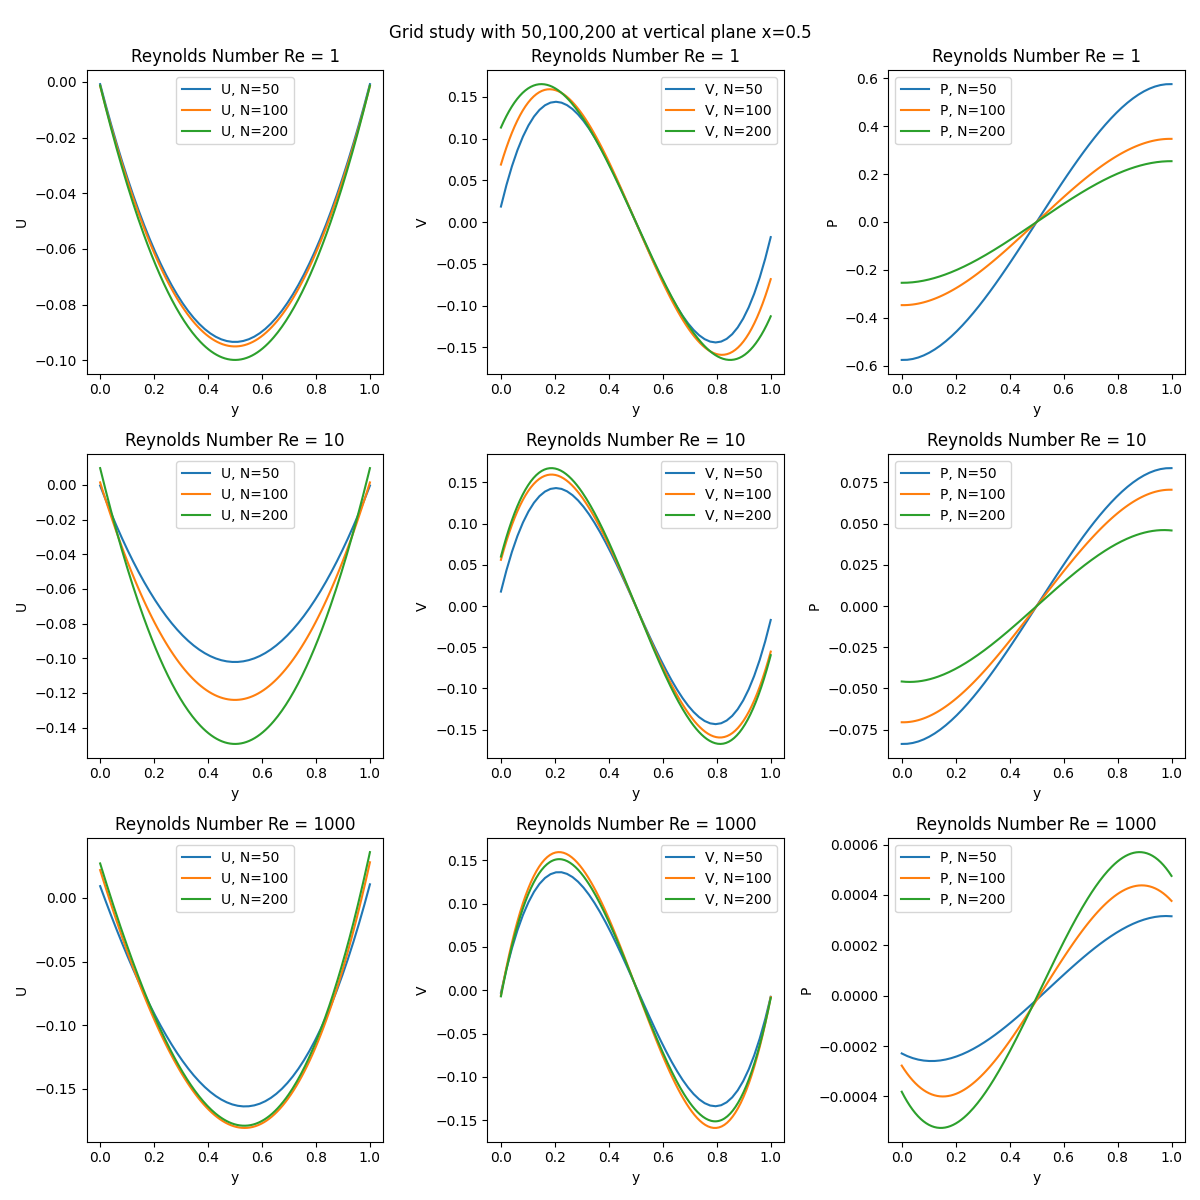 Grid study with 50,100,200 at vertical plane x=0.5
Reynolds Number Re = 1
U, N=50
U, N=100
U, N=200
0.00
−0.02
−0.04
−0.06
−0.08
−0.10
U
0.0 0.2 0.4 0.6 0.8 1.0
y
Reynolds Number Re = 1
V, N=50
V, N=100
V, N=200
0.15
0.10
0.05
0.00
−0.05
−0.10
−0.15
V
0.0 0.2 0.4 0.6 0.8 1.0
y
Reynolds Number Re = 1
P, N=50
P, N=100
P, N=200
0.6
0.4
0.2
0.0
−0.2
−0.4
−0.6
P
0.0 0.2 0.4 0.6 0.8 1.0
y
Reynolds Number Re = 10
U, N=50
U, N=100
U, N=200
0.00
−0.02
−0.04
−0.06
−0.08
−0.10
−0.12
−0.14
U
0.0 0.2 0.4 0.6 0.8 1.0
y
Reynolds Number Re = 10
V, N=50
V, N=100
V, N=200
0.15
0.10
0.05
0.00
−0.05
−0.10
−0.15
V
0.0 0.2 0.4 0.6 0.8 1.0
y
Reynolds Number Re = 10
P, N=50
P, N=100
P, N=200
0.075
0.050
0.025
0.000
−0.025
−0.050
−0.075
P
0.0 0.2 0.4 0.6 0.8 1.0
y
Reynolds Number Re = 1000
U, N=50
U, N=100
U, N=200
0.00
−0.05
−0.10
−0.15
U
0.0 0.2 0.4 0.6 0.8 1.0
y
Reynolds Number Re = 1000
V, N=50
V, N=100
V, N=200
0.15
0.10
0.05
0.00
−0.05
−0.10
−0.15
V
0.0 0.2 0.4 0.6 0.8 1.0
y
Reynolds Number Re = 1000
P, N=50
P, N=100
P, N=200
0.0006
0.0004
0.0002
0.0000
−0.0002
−0.0004
P
0.0 0.2 0.4 0.6 0.8 1.0
y